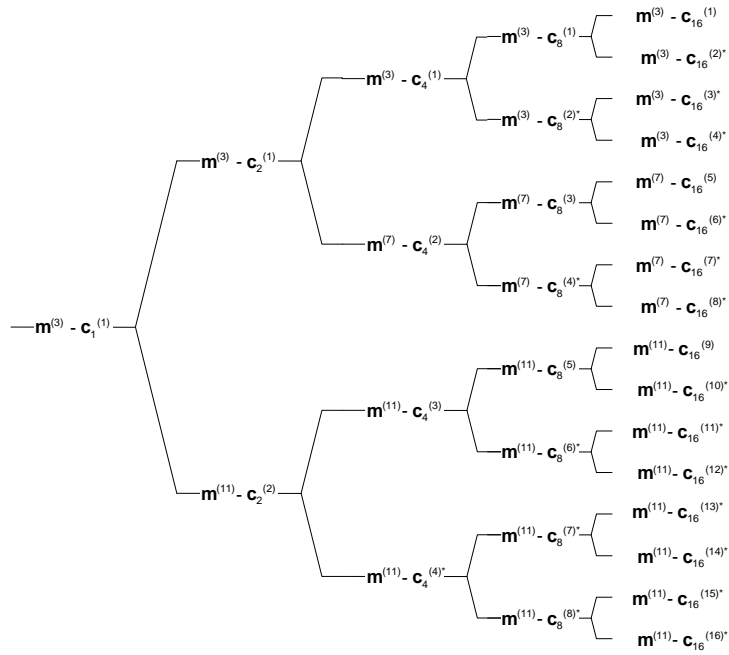 m(3) - c16(1)
m(3) - c8(1)
m(3) - c16(2)*
m(3) - c4(1)
m(3) - c16(3)*
m(3) - c8(2)*
m(3) - c16(4)*
m(3) - c2(1)
m(7) - c16(5)
m(7) - c8(3)
m(7) - c16(6)*
m(7) - c4(2)
m(7) - c16(7)*
m(7) - c8(4)*
m(7) - c16(8)*
m(3) - c1(1)
m(11) - c16(9)
m(11) - c8(5)
m(11) - c16(10)*
m(11) - c4(3)
m(11) - c16(11)*
m(11) - c8(6)*
m(11) - c16(12)*
m(11) - c2(2)
m(11) - c16(13)*
m(11) - c8(7)*
m(11) - c16(14)*
m(11) - c4(4)*
m(11) - c16(15)*
m(11) - c8(8)*
m(11) - c16(16)*